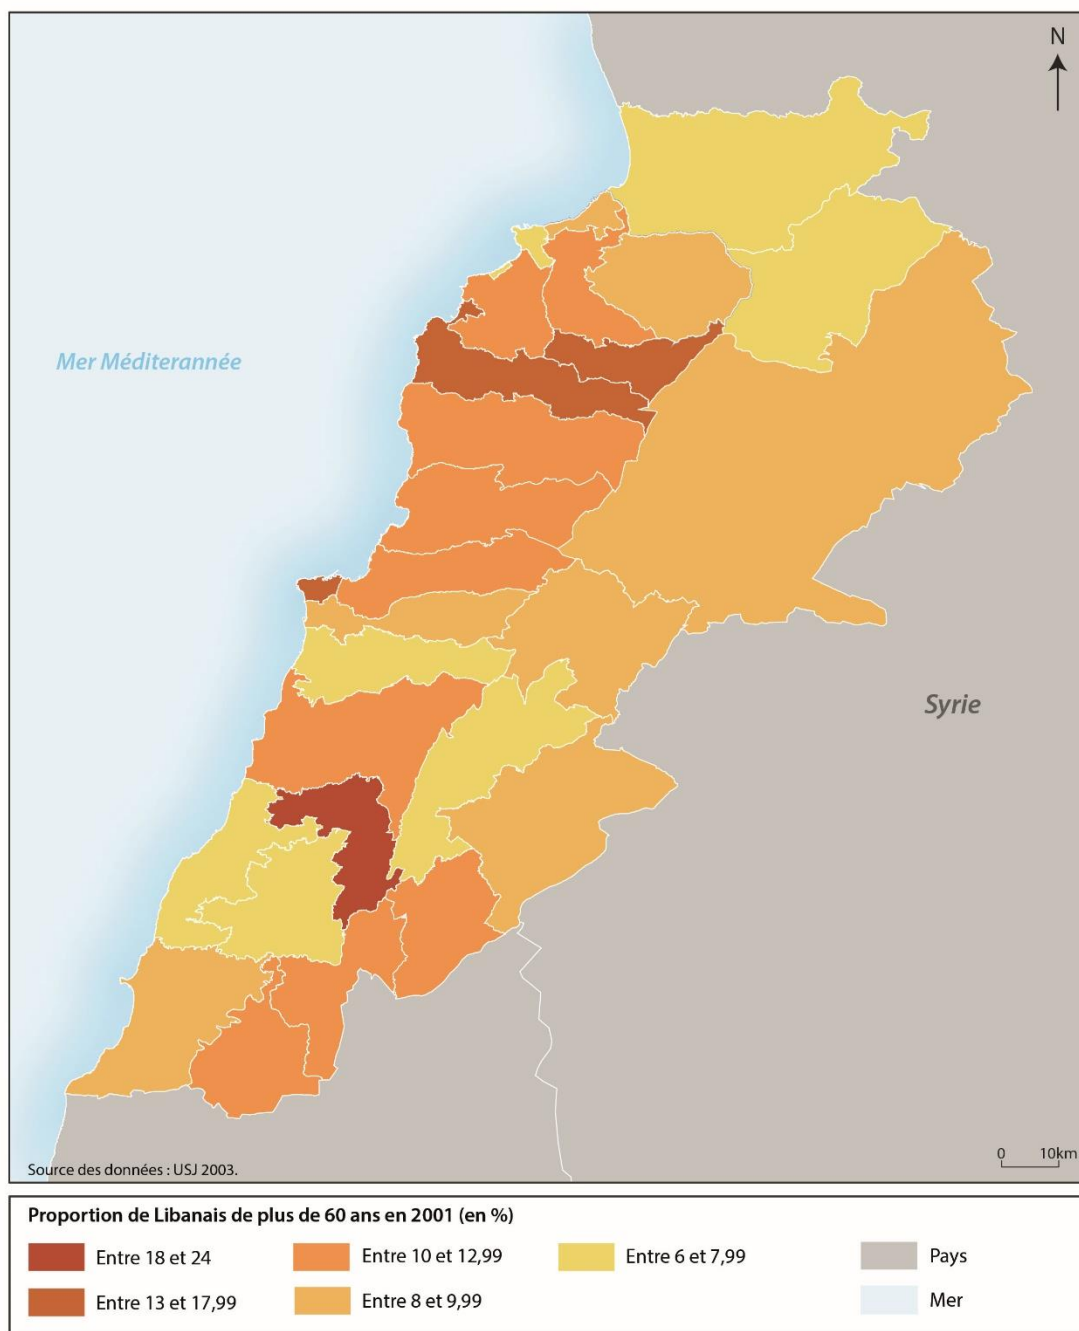 N
Mer Méditerannée
Syrie
0 10km
Source des données : USJ 2003.
Proportion de Libanais de plus de 60 ans en 2001 (en %)
Entre 18 et 24
Entre 10 et 12,99
Entre 6 et 7,99
Pays
Entre 13 et 17,99
Entre 8 et 9,99
Mer